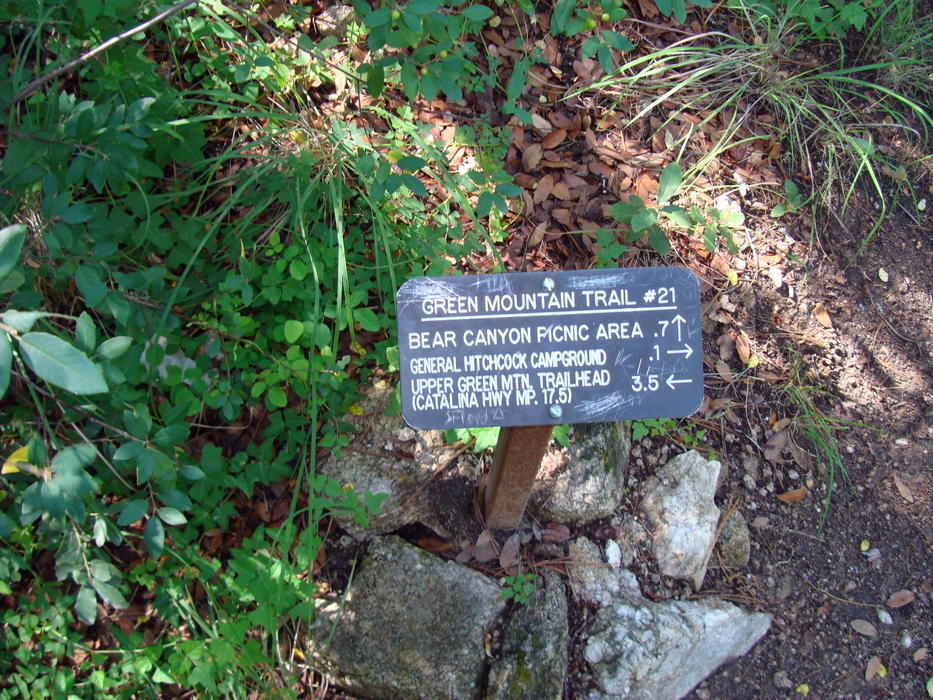 GREEN MOUNTAIN TRAIL #21
BEAR CANYON PICNIC AREA .7 ↑
GENERAL HITCHCOCK CAMPGROUND .1 →
UPPER GREEN MTN. TRAILHEAD 3.5 ←
(CATALINA HWY MP. 17.5)